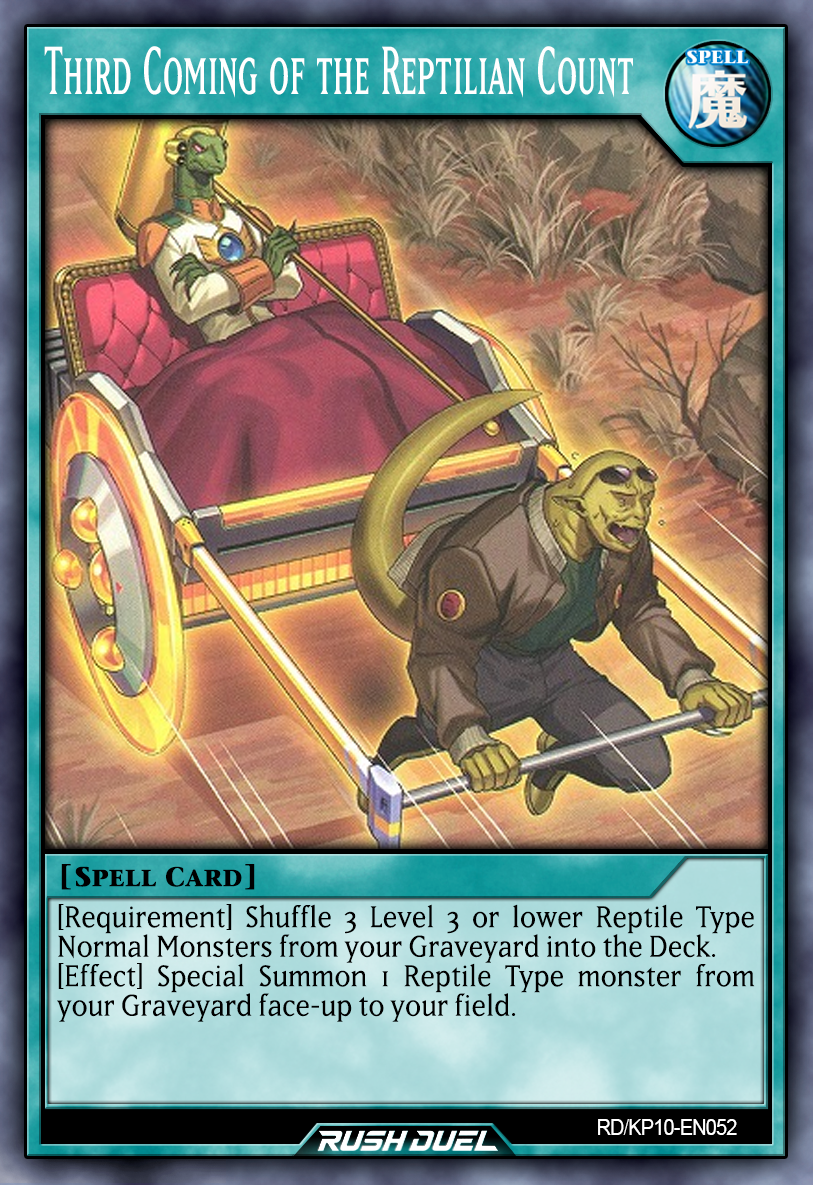 Third Coming of the Reptilian Count
SPELL
魔
[Spell Card]
[Requirement] Shuffle 3 Level 3 or lower Reptile Type
Normal Monsters from your Graveyard into the Deck.
[Effect] Special Summon 1 Reptile Type monster from
your Graveyard face-up to your field.
RD/KP10-EN052
RUSH DUEL